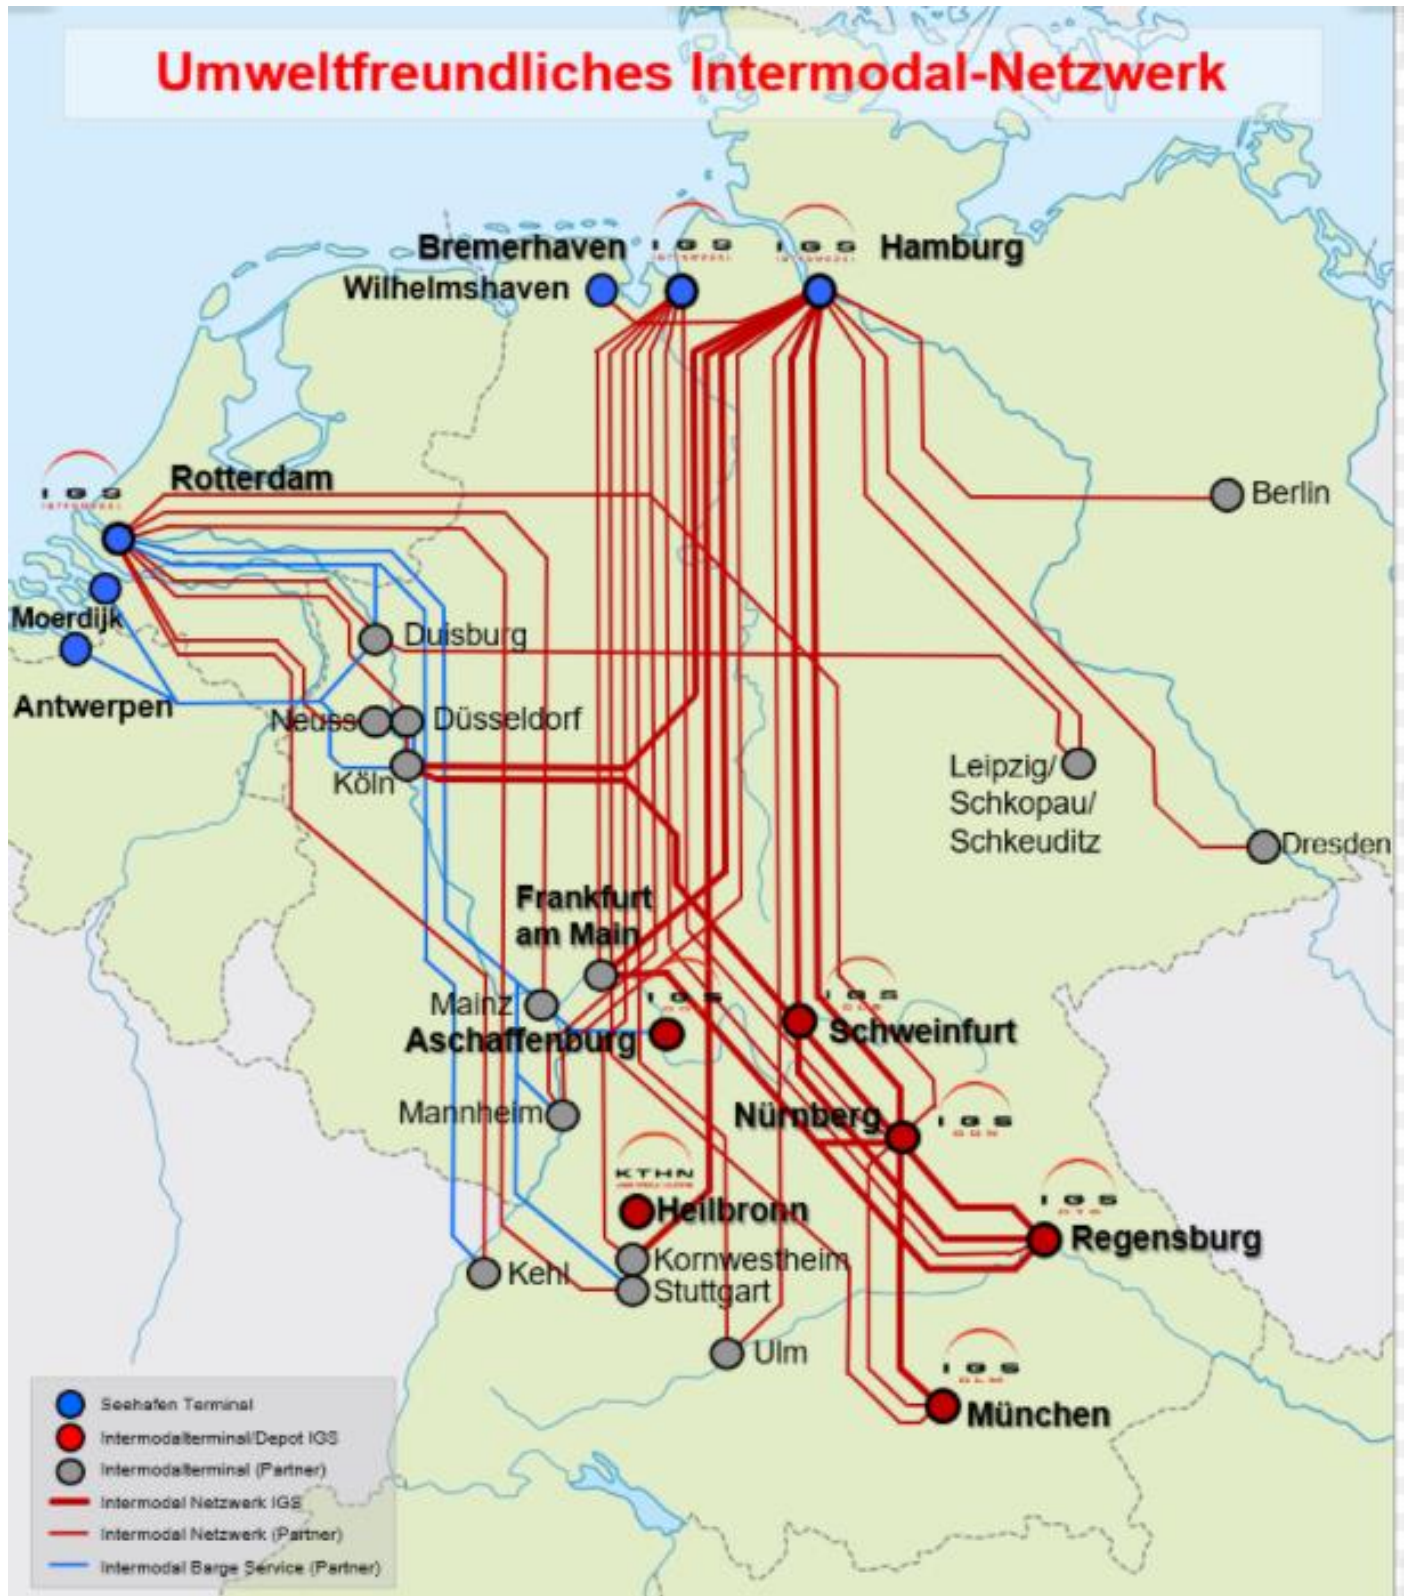 Umweltfreundliches Intermodal-Netzwerk
Bremerhaven
IGS
IGS
Hamburg
Wilhelmshaven
IGS
Rotterdam
Berlin
Moerdijk
Duisburg
Antwerpen
Neuss
Düsseldorf
Köln
Leipzig/
Schkopau/
Schkeuditz
Dresden
Frankfurt
am Main
Mainz
IGS
IGS
Aschaffenburg
Schweinfurt
Mannheim
Nürnberg
IGS
KTHN
Heilbronn
IGS
Regensburg
Kornwestheim
Kehl
Stuttgart
Ulm
IGS
München
Seehafen Terminal
Intermodalterminal/Depot IGS
Intermodalterminal (Partner)
Intermodal Netzwerk IGS
Intermodal Netzwerk (Partner)
Intermodal Barge Service (Partner)